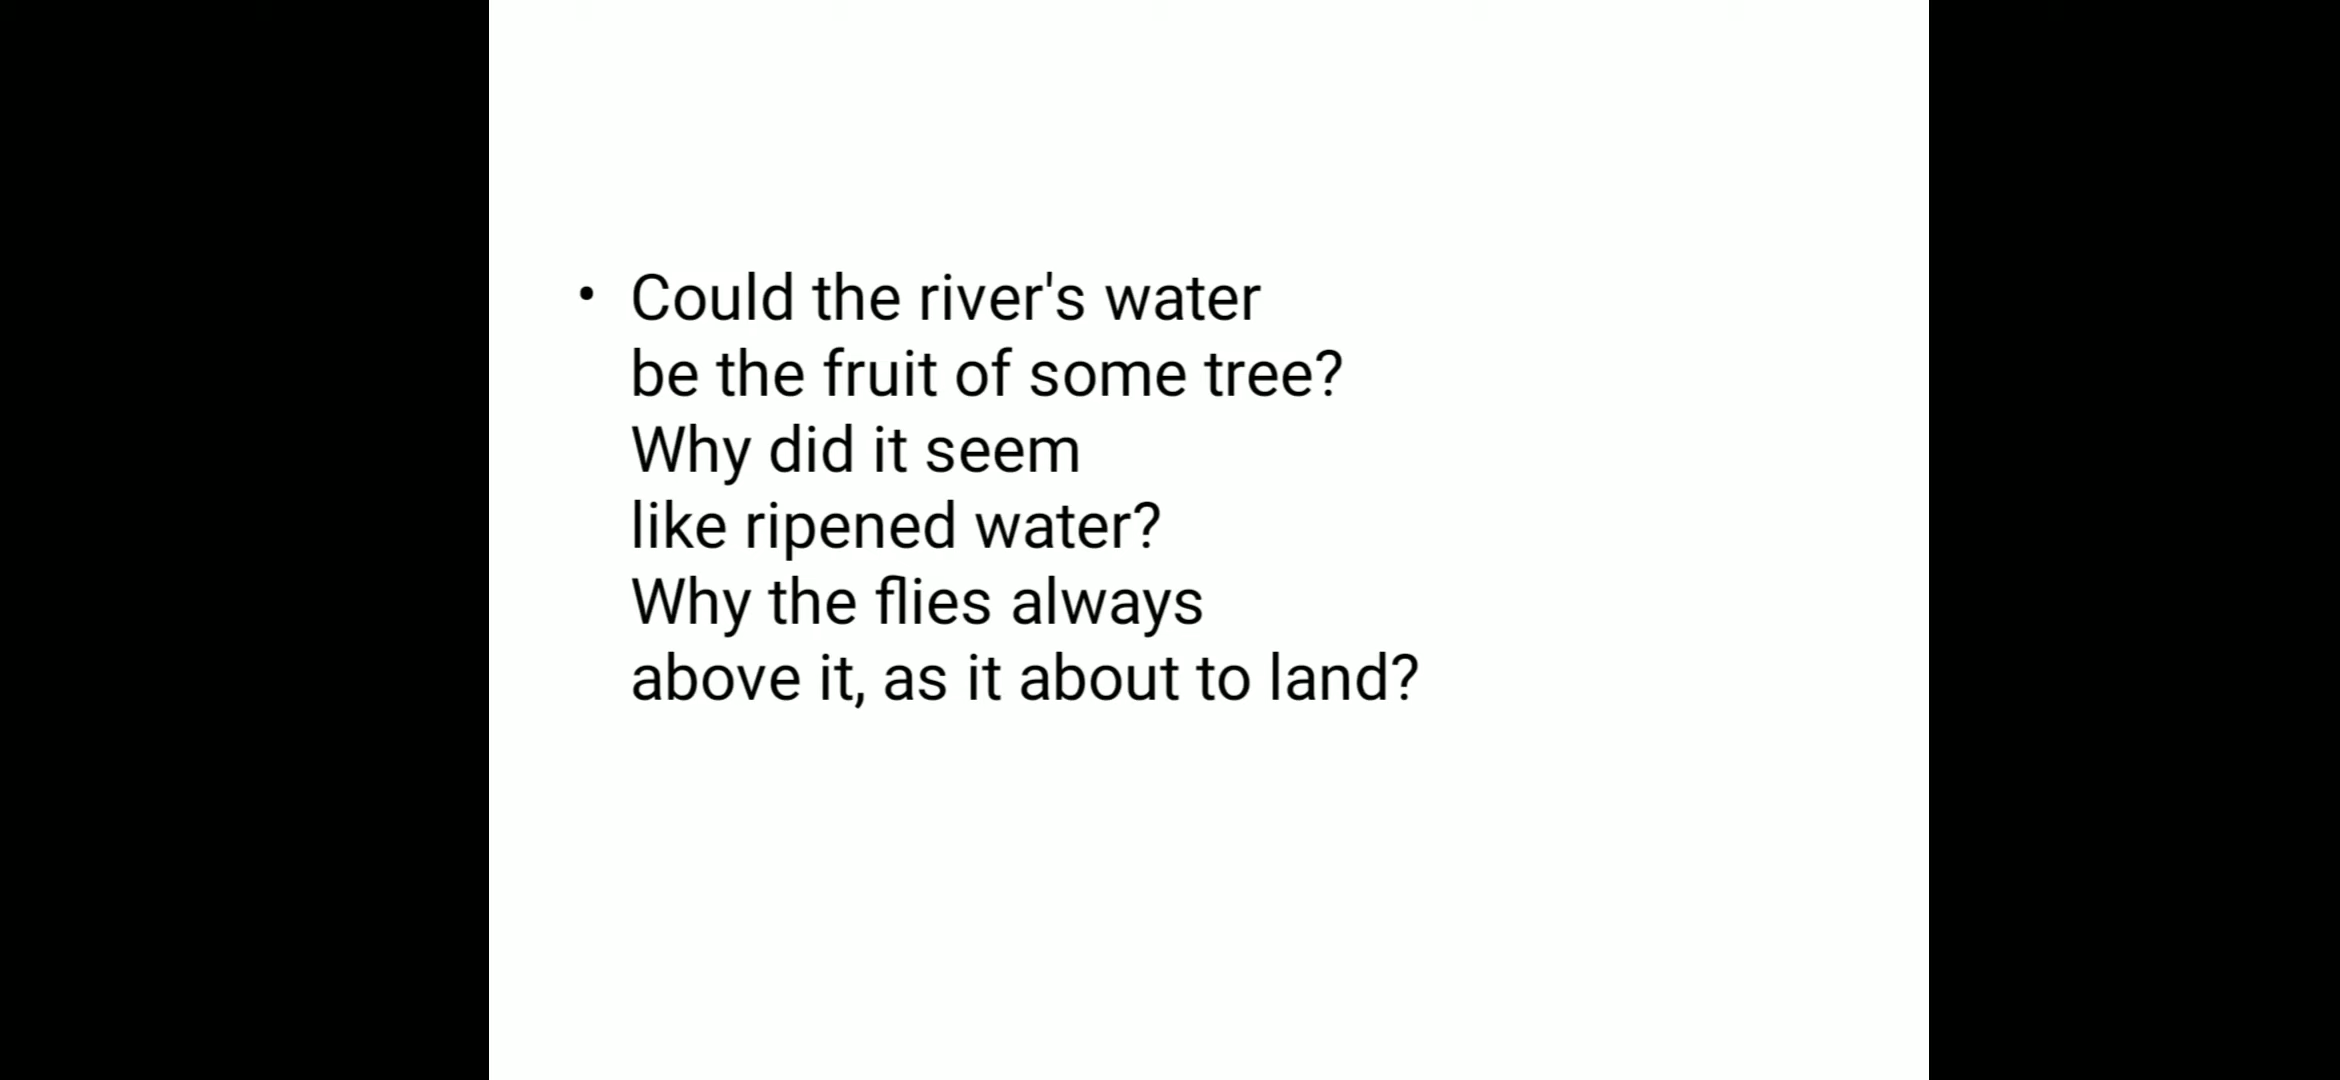 • Could the river's water
be the fruit of some tree?
Why did it seem
like ripened water?
Why the flies always
above it, as it about to land?